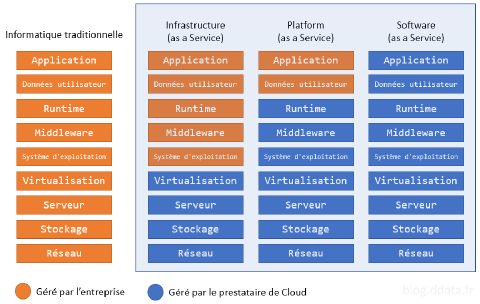 Informatique traditionnelle
Infrastructure
(as a Service)
Platform
(as a Service)
Software
(as a Service)
Application
Application
Application
Application
Données utilisateur
Données utilisateur
Données utilisateur
Données utilisateur
Runtime
Runtime
Runtime
Runtime
Middleware
Middleware
Middleware
Middleware
Système d'exploitation
Système d'exploitation
Système d'exploitation
Système d'exploitation
Virtualisation
Virtualisation
Virtualisation
Virtualisation
Serveur
Serveur
Serveur
Serveur
Stockage
Stockage
Stockage
Stockage
Réseau
Réseau
Réseau
Réseau
Géré par l'entreprise
Géré par le prestataire de Cloud
blog.ddata.fr